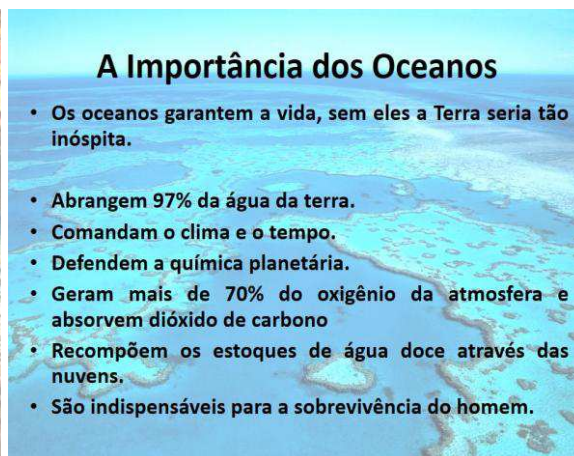 A Importância dos Oceanos
• Os oceanos garantem a vida, sem eles a Terra seria tão
inóspita.
• Abrangem 97% da água da terra.
• Comandam o clima e o tempo.
• Defendem a química planetária.
• Geram mais de 70% do oxigênio da atmosfera e
absorvem dióxido de carbono
• Recompõem os estoques de água doce através das
nuvens.
• São indispensáveis para a sobrevivência do homem.